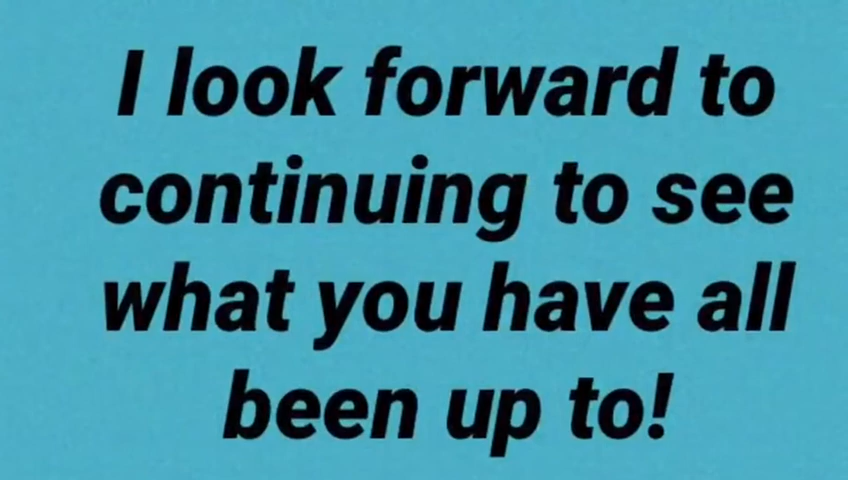 I look forward to
continuing to see
what you have all
been up to!